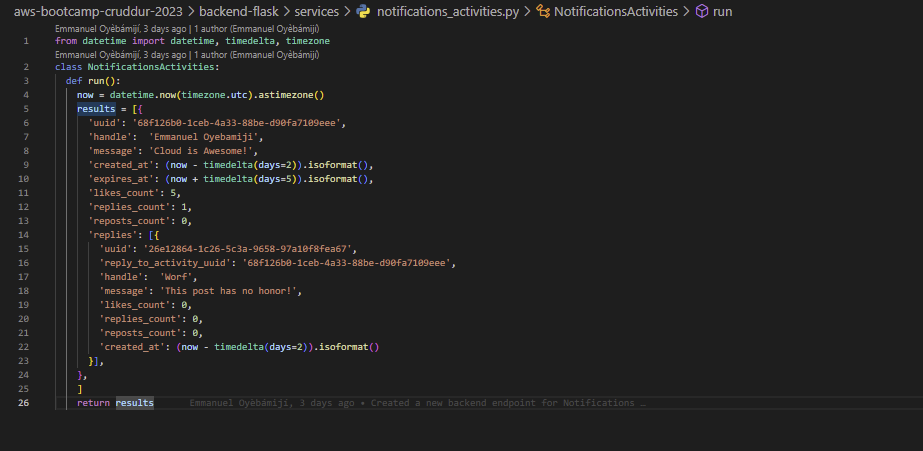 aws-bootcamp-cruddur-2023 > backend-flask > services > notifications_activities.py > NotificationsActivities > run
Emmanuel Oyèbámijí, 3 days ago | 1 author (Emmanuel Oyèbámijí)
1 from datetime import datetime, timedelta, timezone
Emmanuel Oyèbámijí, 3 days ago | 1 author (Emmanuel Oyèbámijí)
2 class NotificationsActivities:
3 def run():
4 now = datetime.now(timezone.utc).astimezone()
5 results = [{
6 'uuid': '68f126b0-1ceb-4a33-88be-d90fa7109eee',
7 'handle':  'Emmanuel Oyebamiji',
8 'message': 'Cloud is Awesome!',
9 'created_at': (now - timedelta(days=2)).isoformat(),
10 'expires_at': (now + timedelta(days=5)).isoformat(),
11 'likes_count': 5,
12 'replies_count': 1,
13 'reposts_count': 0,
14 'replies': [{
15 'uuid': '26e12864-1c26-5c3a-9658-97a10f8fea67',
16 'reply_to_activity_uuid': '68f126b0-1ceb-4a33-88be-d90fa7109eee',
17 'handle':  'Worf',
18 'message': 'This post has no honor!',
19 'likes_count': 0,
20 'replies_count': 0,
21 'reposts_count': 0,
22 'created_at': (now - timedelta(days=2)).isoformat()
23 }],
24 },
25 ]
26 return results Emmanuel Oyèbámijí, 3 days ago • Created a new backend endpoint for Notifications …